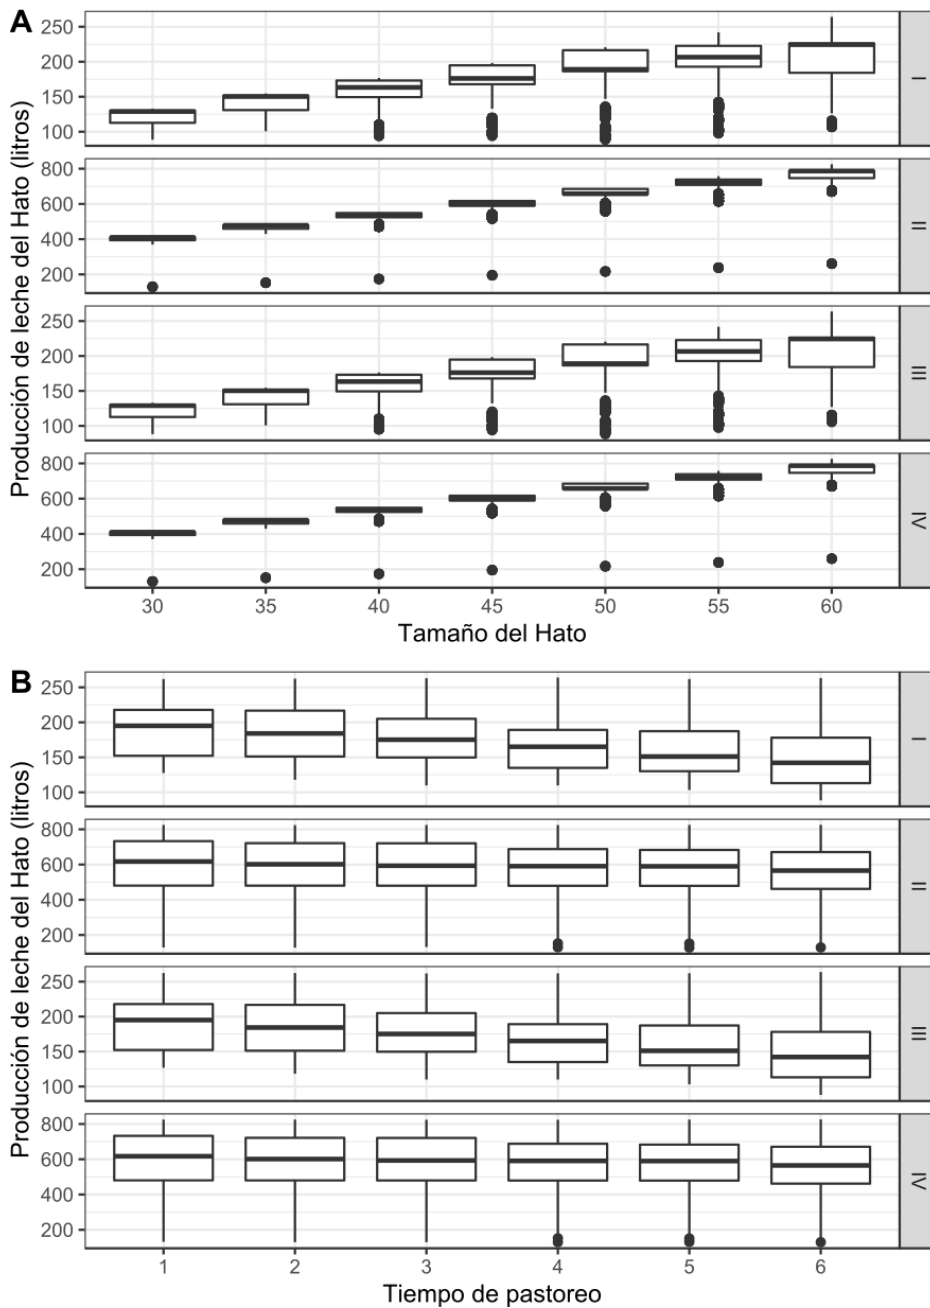 A
Producción de leche del Hato (litros)
250
200
150
100
I
800
600
400
200
II
250
200
150
100
III
800
600
400
200
IV
30 35 40 45 50 55 60
Tamaño del Hato
B
Producción de leche del Hato (litros)
250
200
150
100
I
800
600
400
200
II
250
200
150
100
III
800
600
400
200
IV
1 2 3 4 5 6
Tiempo de pastoreo